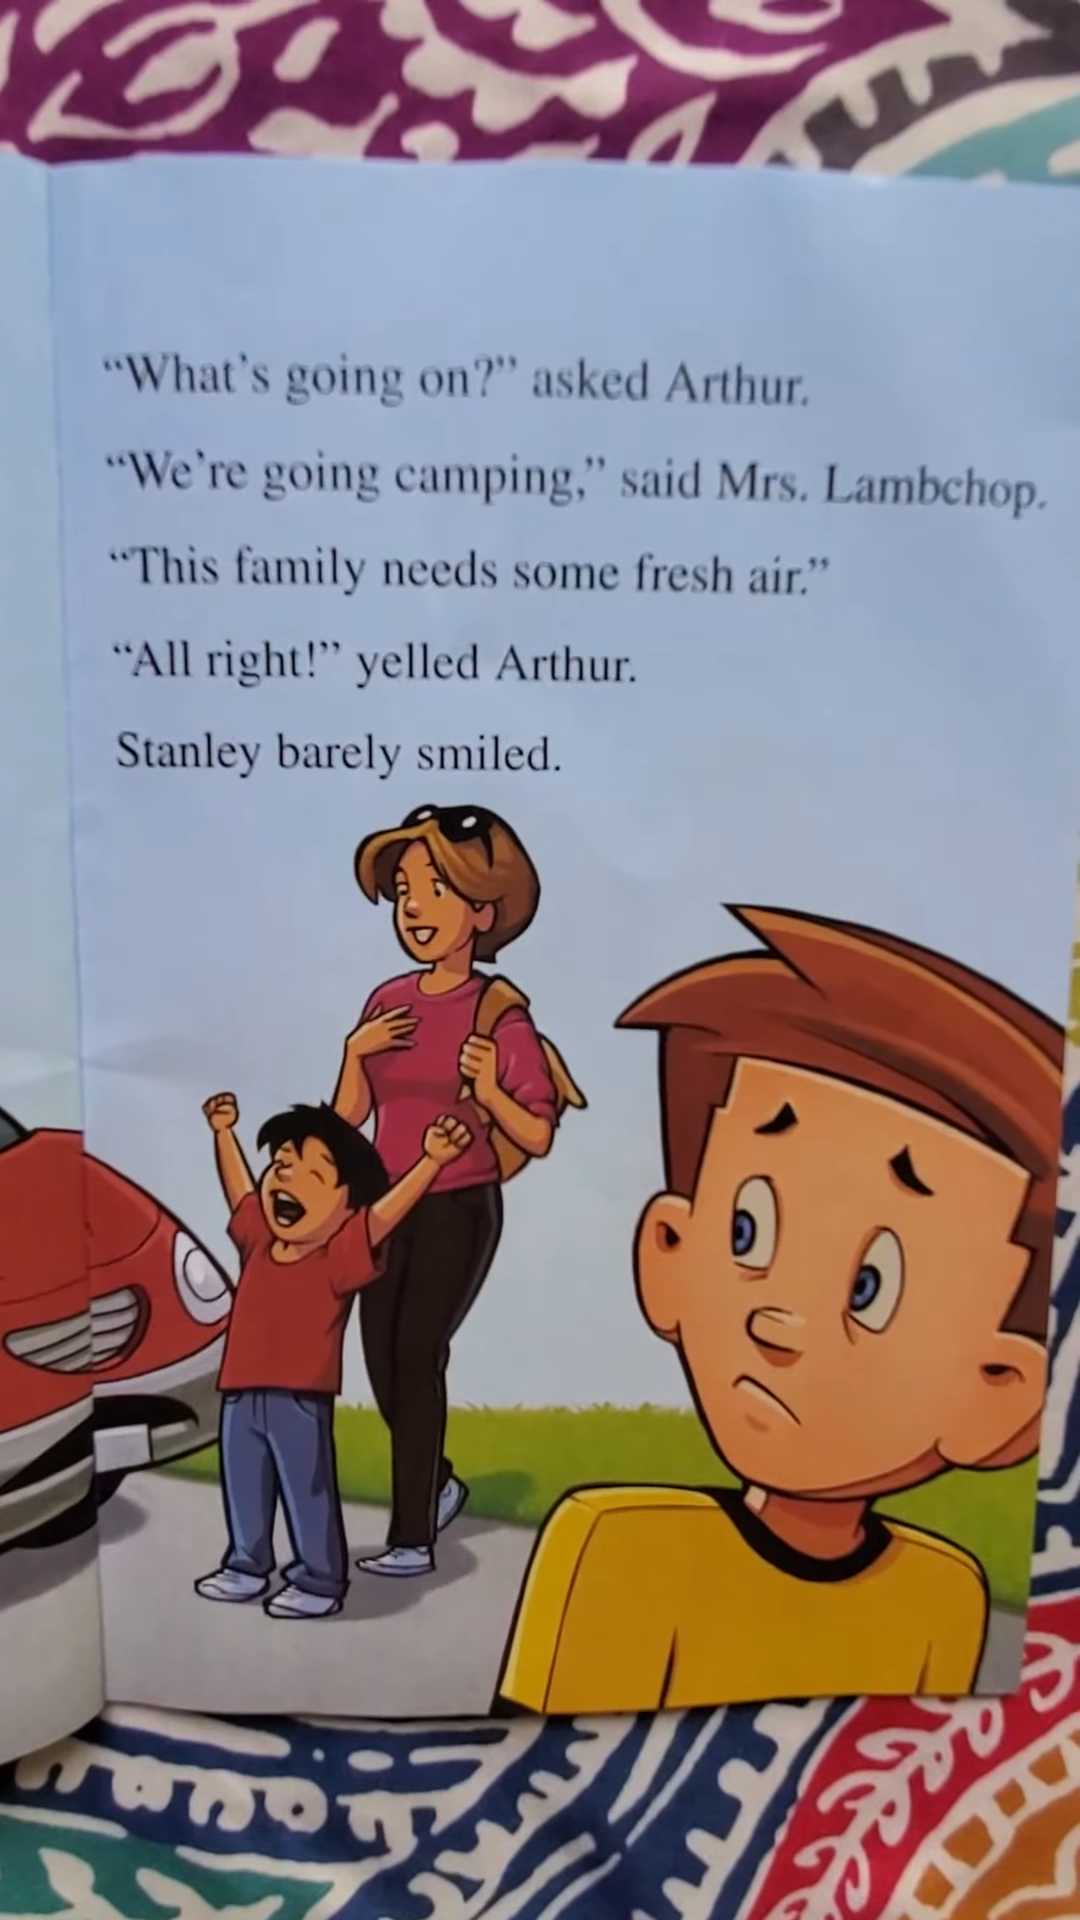 “What’s going on?” asked Arthur.
“We’re going camping,” said Mrs. Lambchop.
“This family needs some fresh air.”
“All right!” yelled Arthur.
Stanley barely smiled.